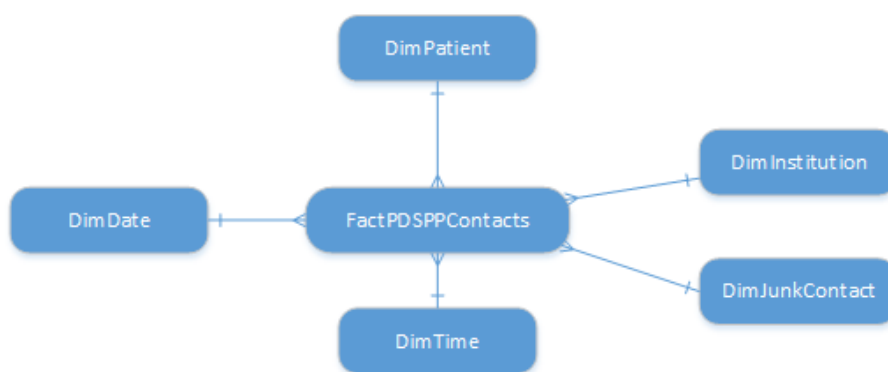 DimPatient
DimInstitution
DimDate
FactPDSPPContacts
DimJunkContact
DimTime